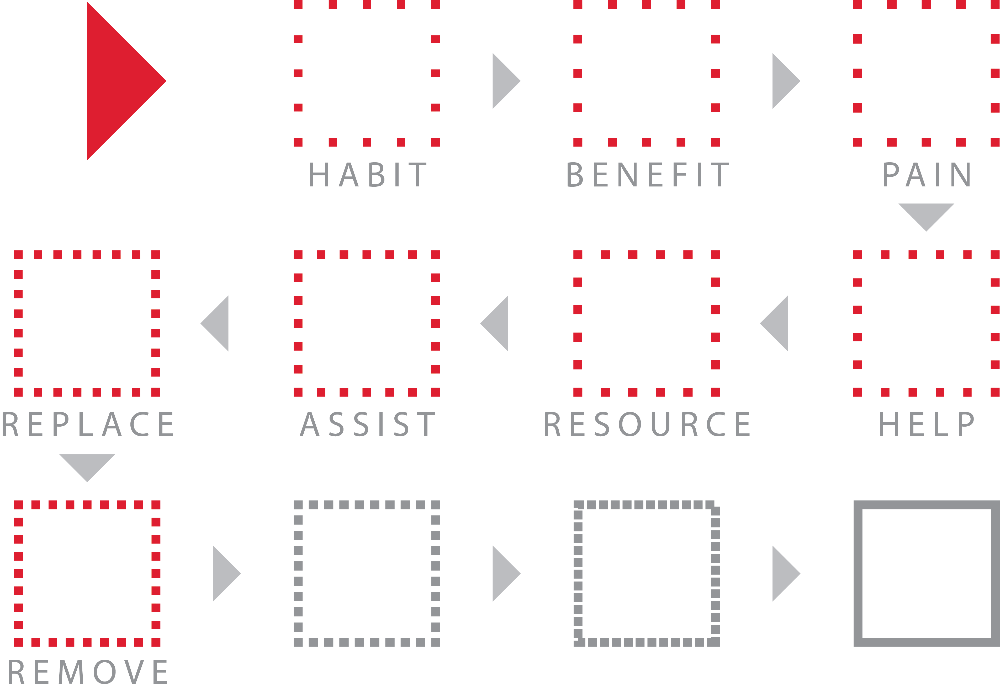 HABIT
BENEFIT
PAIN
REPLACE
ASSIST
RESOURCE
HELP
REMOVE